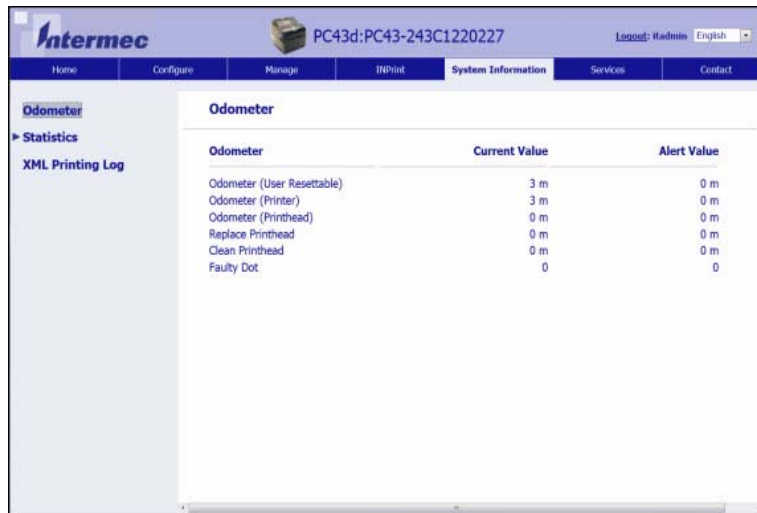 Intermec
PC43d:PC43-243C1220227
Logout: itadmin English
Home Configure Manage INPrint System Information Services Contact
Odometer
Statistics
XML Printing Log
Odometer
Odometer Current Value Alert Value
Odometer (User Resettable) 3 m 0 m
Odometer (Printer) 3 m 0 m
Odometer (Printhead) 0 m 0 m
Replace Printhead 0 m 0 m
Clean Printhead 0 m 0 m
Faulty Dot 0 0